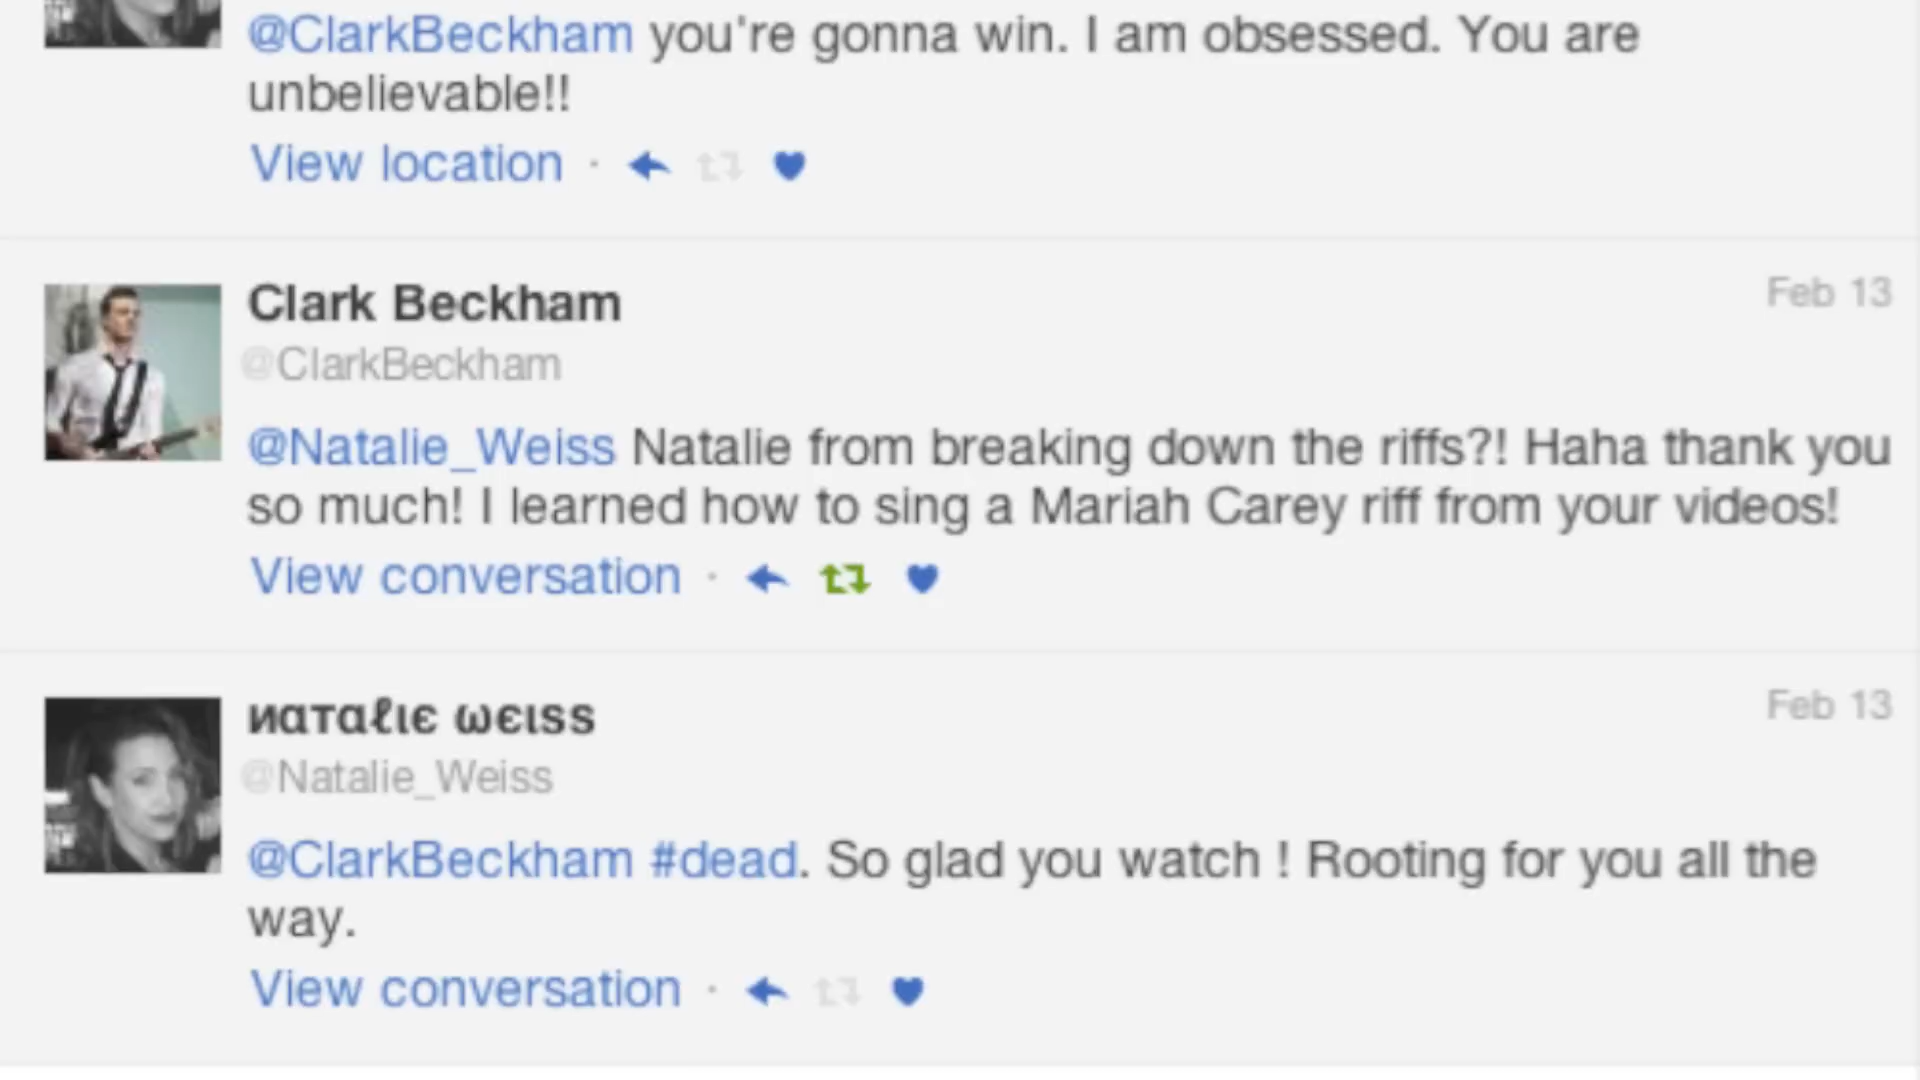 @ClarkBeckham you're gonna win. I am obsessed. You are
unbelievable!!
View location ·
Clark Beckham
Feb 13
@ClarkBeckham
@Natalie_Weiss Natalie from breaking down the riffs?! Haha thank you
so much! I learned how to sing a Mariah Carey riff from your videos!
View conversation ·
иαтαℓιє ωєιѕѕ
Feb 13
@Natalie_Weiss
@ClarkBeckham #dead. So glad you watch ! Rooting for you all the
way.
View conversation ·